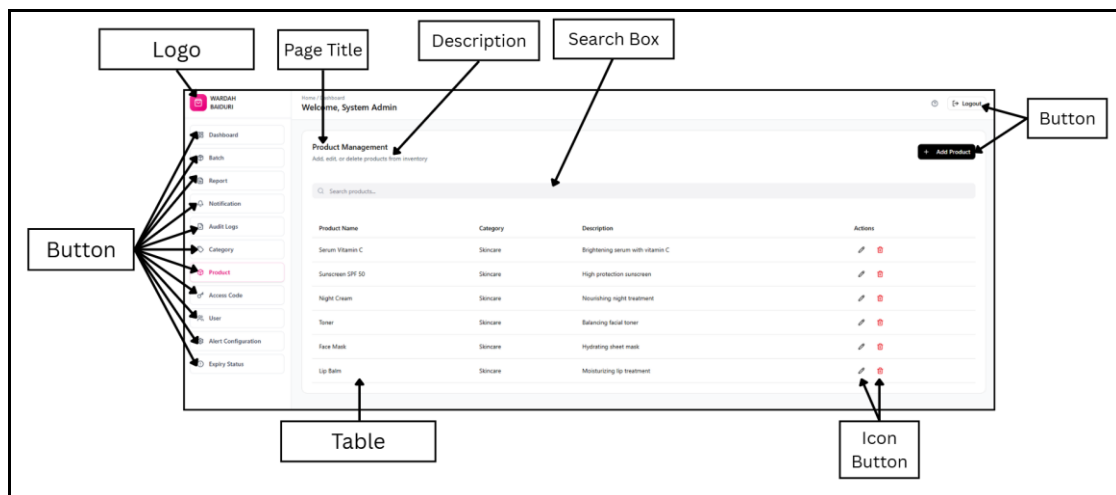 Logo
Page Title
Description
Search Box
WARDAH
BAIDURI
Home / Dashboard
Welcome, System Admin
Logout
Button
Dashboard
Batch
Report
Notification
Audit Logs
Category
Product
Access Code
User
Alert Configuration
Expiry Status
Button
Product Management
Add, edit, or delete products from inventory
+ Add Product
Search products...
Product Name Category Description Actions
Serum Vitamin C Skincare Brightening serum with vitamin C
Sunscreen SPF 50 Skincare High protection sunscreen
Night Cream Skincare Nourishing night treatment
Toner Skincare Balancing facial toner
Face Mask Skincare Hydrating sheet mask
Lip Balm Skincare Moisturizing lip treatment
Table
Icon
Button